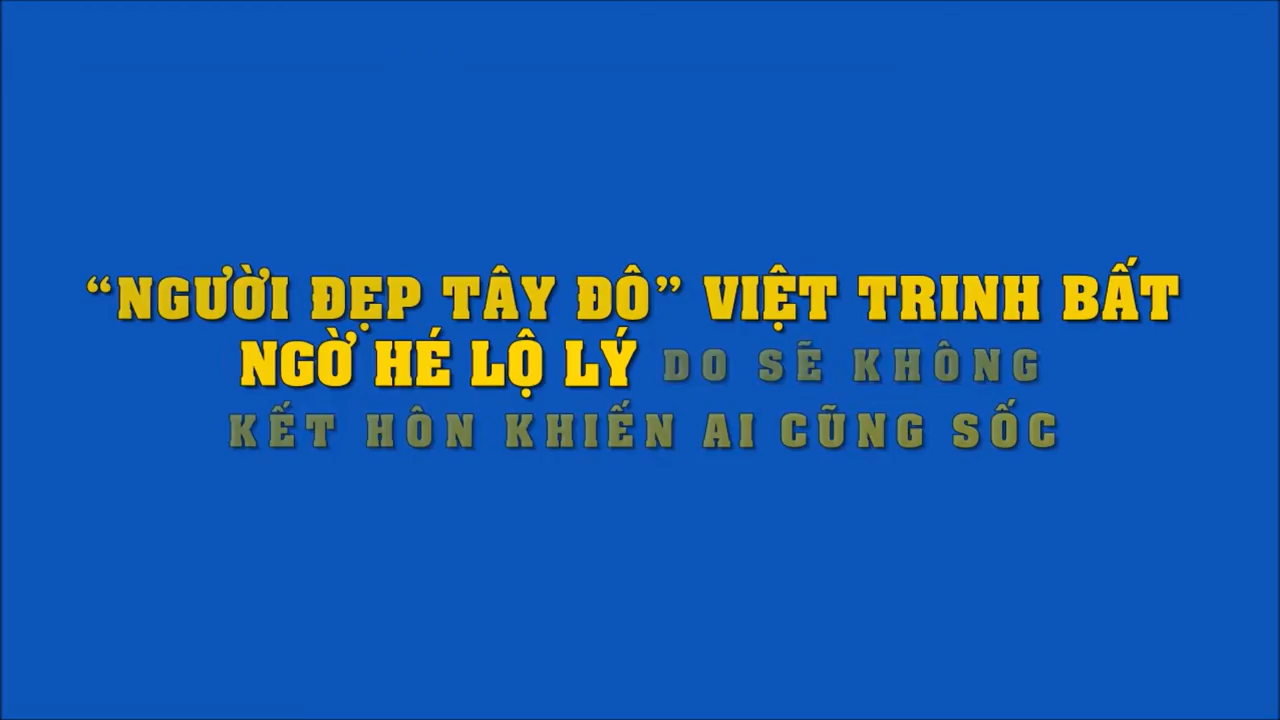 “NGƯỜI ĐẸP TÂY ĐÔ” VIỆT TRINH BẤT
NGỜ HÉ LỘ LÝ DO SẼ KHÔNG
KẾT HÔN KHIẾN AI CŨNG SỐC